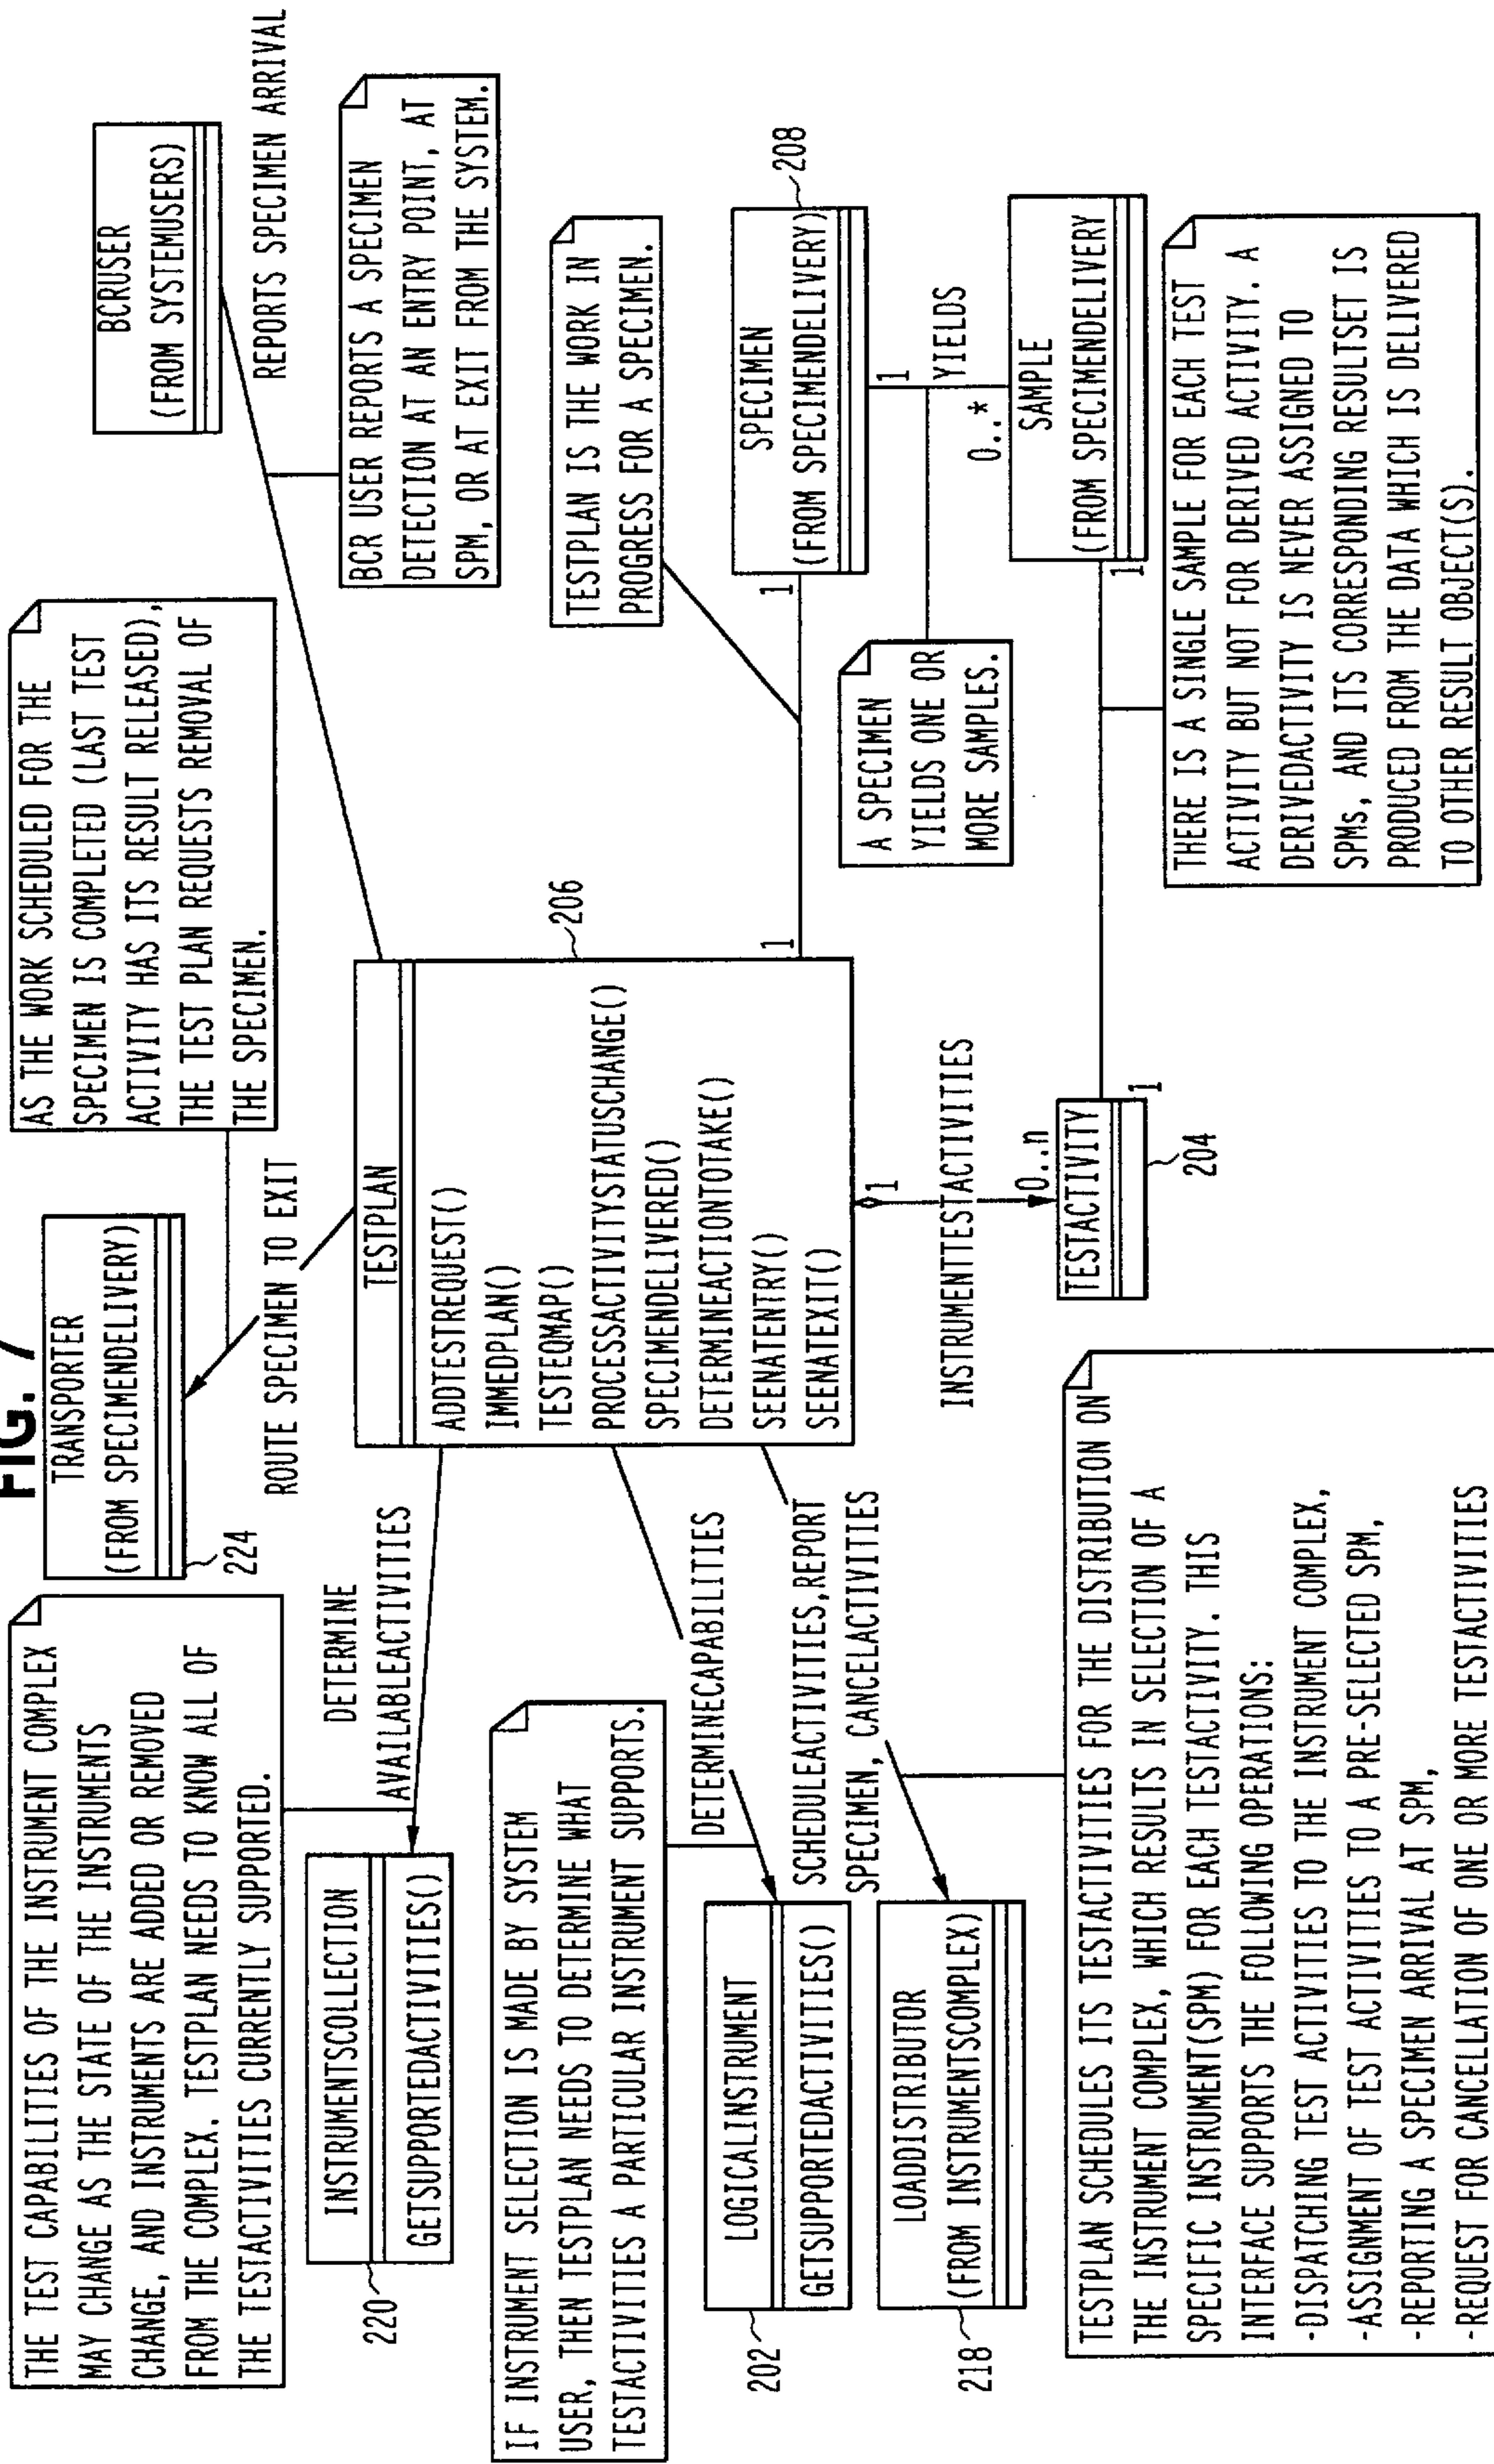 FIG. 7
THE TEST CAPABILITIES OF THE INSTRUMENT COMPLEX
MAY CHANGE AS THE STATE OF THE INSTRUMENTS
CHANGE, AND INSTRUMENTS ARE ADDED OR REMOVED
FROM THE COMPLEX. TESTPLAN NEEDS TO KNOW ALL OF
THE TESTACTIVITIES CURRENTLY SUPPORTED.
TRANSPORTER
(FROM SPECIMENDELIVERY)
224
AS THE WORK SCHEDULED FOR THE
SPECIMEN IS COMPLETED (LAST TEST
ACTIVITY HAS ITS RESULT RELEASED),
THE TEST PLAN REQUESTS REMOVAL OF
THE SPECIMEN.
BCRUSER
(FROM SYSTEMUSERS)
REPORTS SPECIMEN ARRIVAL
ROUTE SPECIMEN TO EXIT
DETERMINE
AVAILABLEACTIVITIES
INSTRUMENTSCOLLECTION
GETSUPPORTEDACTIVITIES()
220
BCR USER REPORTS A SPECIMEN
DETECTION AT AN ENTRY POINT, AT
SPM, OR AT EXIT FROM THE SYSTEM.
TESTPLAN
ADDTESTREQUEST()
IMMEDPLAN()
TESTEQMAP()
PROCESSACTIVITYSTATUSCHANGE()
SPECIMENDELIVERED()
DETERMINEACTIONTOTAKE()
SEENATENTRY()
SEENATEXIT()
206
IF INSTRUMENT SELECTION IS MADE BY SYSTEM
USER, THEN TESTPLAN NEEDS TO DETERMINE WHAT
TESTACTIVITIES A PARTICULAR INSTRUMENT SUPPORTS.
TESTPLAN IS THE WORK IN
PROGRESS FOR A SPECIMEN.
DETERMINECAPABILITIES
LOGICALINSTRUMENT
GETSUPPORTEDACTIVITIES()
202
SCHEDULEACTIVITIES,REPORT
SPECIMEN, CANCELACTIVITIES
1
1
SPECIMEN
(FROM SPECIMENDELIVERY)
208
LOADDISTRIBUTOR
(FROM INSTRUMENTSCOMPLEX)
218
A SPECIMEN
YIELDS ONE OR
MORE SAMPLES.
1
YIELDS
0..*
1
INSTRUMENTTESTACTIVITIES
0..n
TESTACTIVITY
204
1
SAMPLE
(FROM SPECIMENDELIVERY
1
TESTPLAN SCHEDULES ITS TESTACTIVITIES FOR THE DISTRIBUTION ON
THE INSTRUMENT COMPLEX, WHICH RESULTS IN SELECTION OF A
SPECIFIC INSTRUMENT(SPM) FOR EACH TESTACTIVITY. THIS
INTERFACE SUPPORTS THE FOLLOWING OPERATIONS:
-DISPATCHING TEST ACTIVITIES TO THE INSTRUMENT COMPLEX,
-ASSIGNMENT OF TEST ACTIVITIES TO A PRE-SELECTED SPM,
-REPORTING A SPECIMEN ARRIVAL AT SPM,
-REQUEST FOR CANCELLATION OF ONE OR MORE TESTACTIVITIES
THERE IS A SINGLE SAMPLE FOR EACH TEST
ACTIVITY BUT NOT FOR DERIVED ACTIVITY. A
DERIVEDACTIVITY IS NEVER ASSIGNED TO
SPMs, AND ITS CORRESPONDING RESULTSET IS
PRODUCED FROM THE DATA WHICH IS DELIVERED
TO OTHER RESULT OBJECT(S).